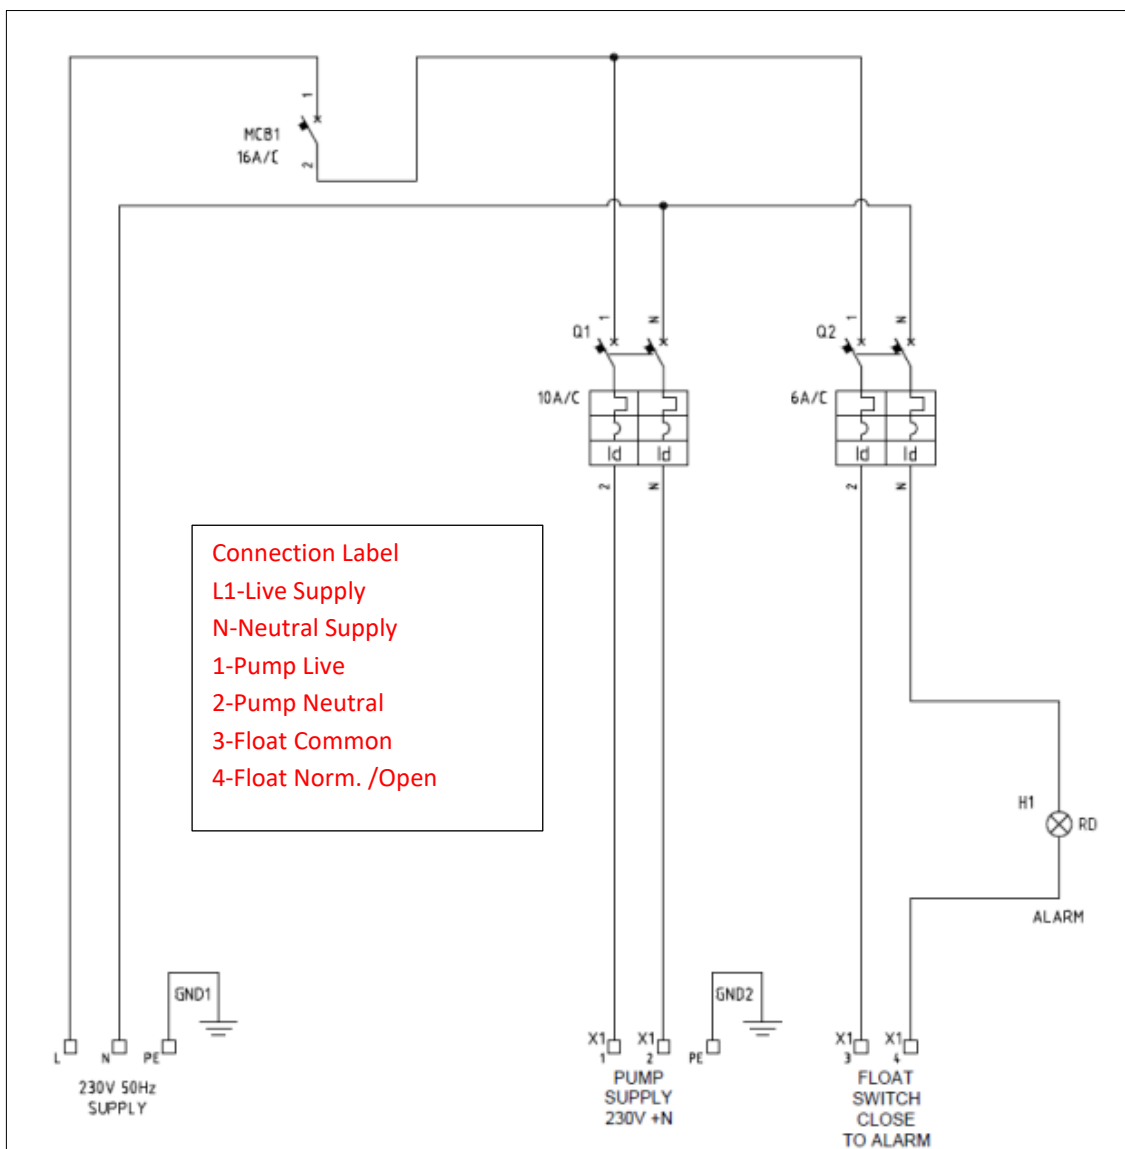 1
MCB1
16A/C
2
1
N
Q1
10A/C
Id
Id
2
N
1
N
Q2
6A/C
Id
Id
2
N
Connection Label
L1-Live Supply
N-Neutral Supply
1-Pump Live
2-Pump Neutral
3-Float Common
4-Float Norm. /Open
H1
RD
ALARM
GND1
GND2
L
N
PE
230V 50Hz
SUPPLY
X1
1
X1
2
PE
PUMP
SUPPLY
230V +N
X1
3
X1
4
FLOAT
SWITCH
CLOSE
TO ALARM